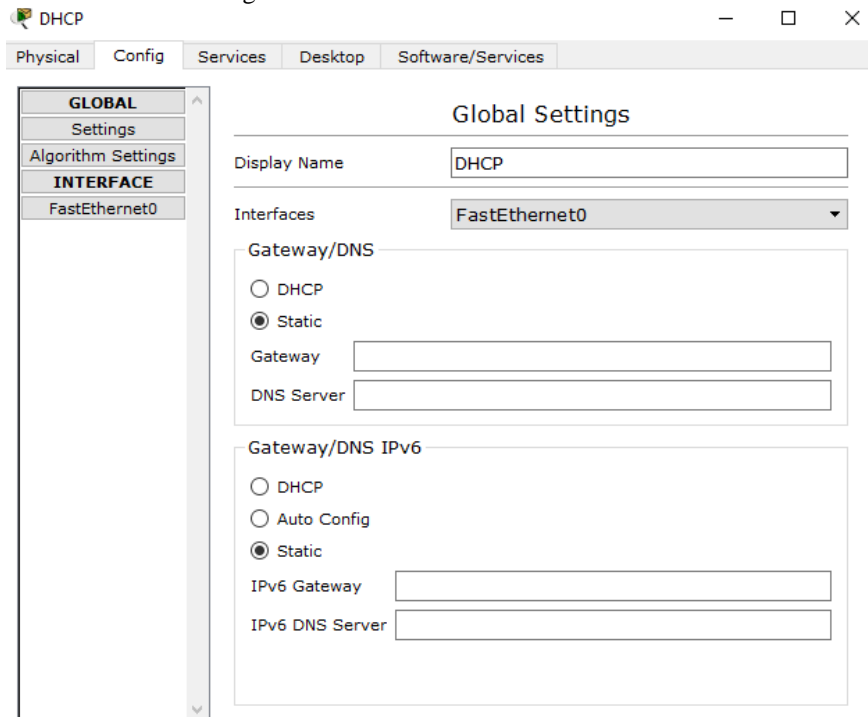 DHCP
Physical Config Services Desktop Software/Services
GLOBAL
Settings
Algorithm Settings
INTERFACE
FastEthernet0
Global Settings
Display Name DHCP
Interfaces FastEthernet0
Gateway/DNS
DHCP
Static
Gateway
DNS Server
Gateway/DNS IPv6
DHCP
Auto Config
Static
IPv6 Gateway
IPv6 DNS Server